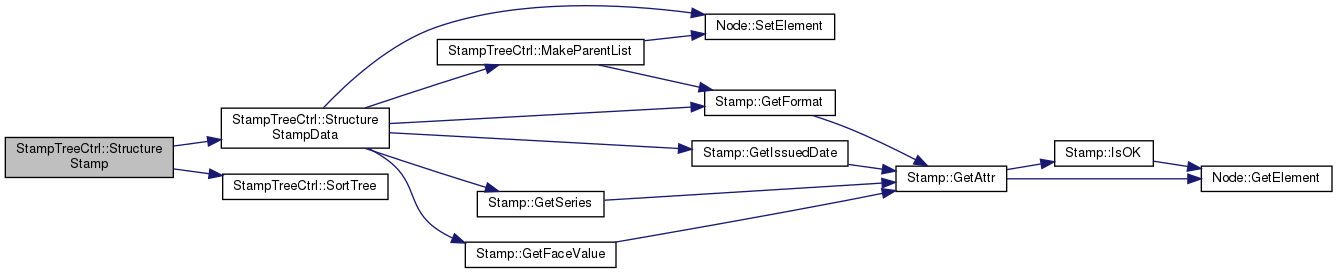 StampTreeCtrl::Structure
Stamp
StampTreeCtrl::Structure
StampData
StampTreeCtrl::SortTree
Node::SetElement
StampTreeCtrl::MakeParentList
Stamp::GetFormat
Stamp::GetIssuedDate
Stamp::GetSeries
Stamp::GetFaceValue
Stamp::GetAttr
Stamp::IsOK
Node::GetElement